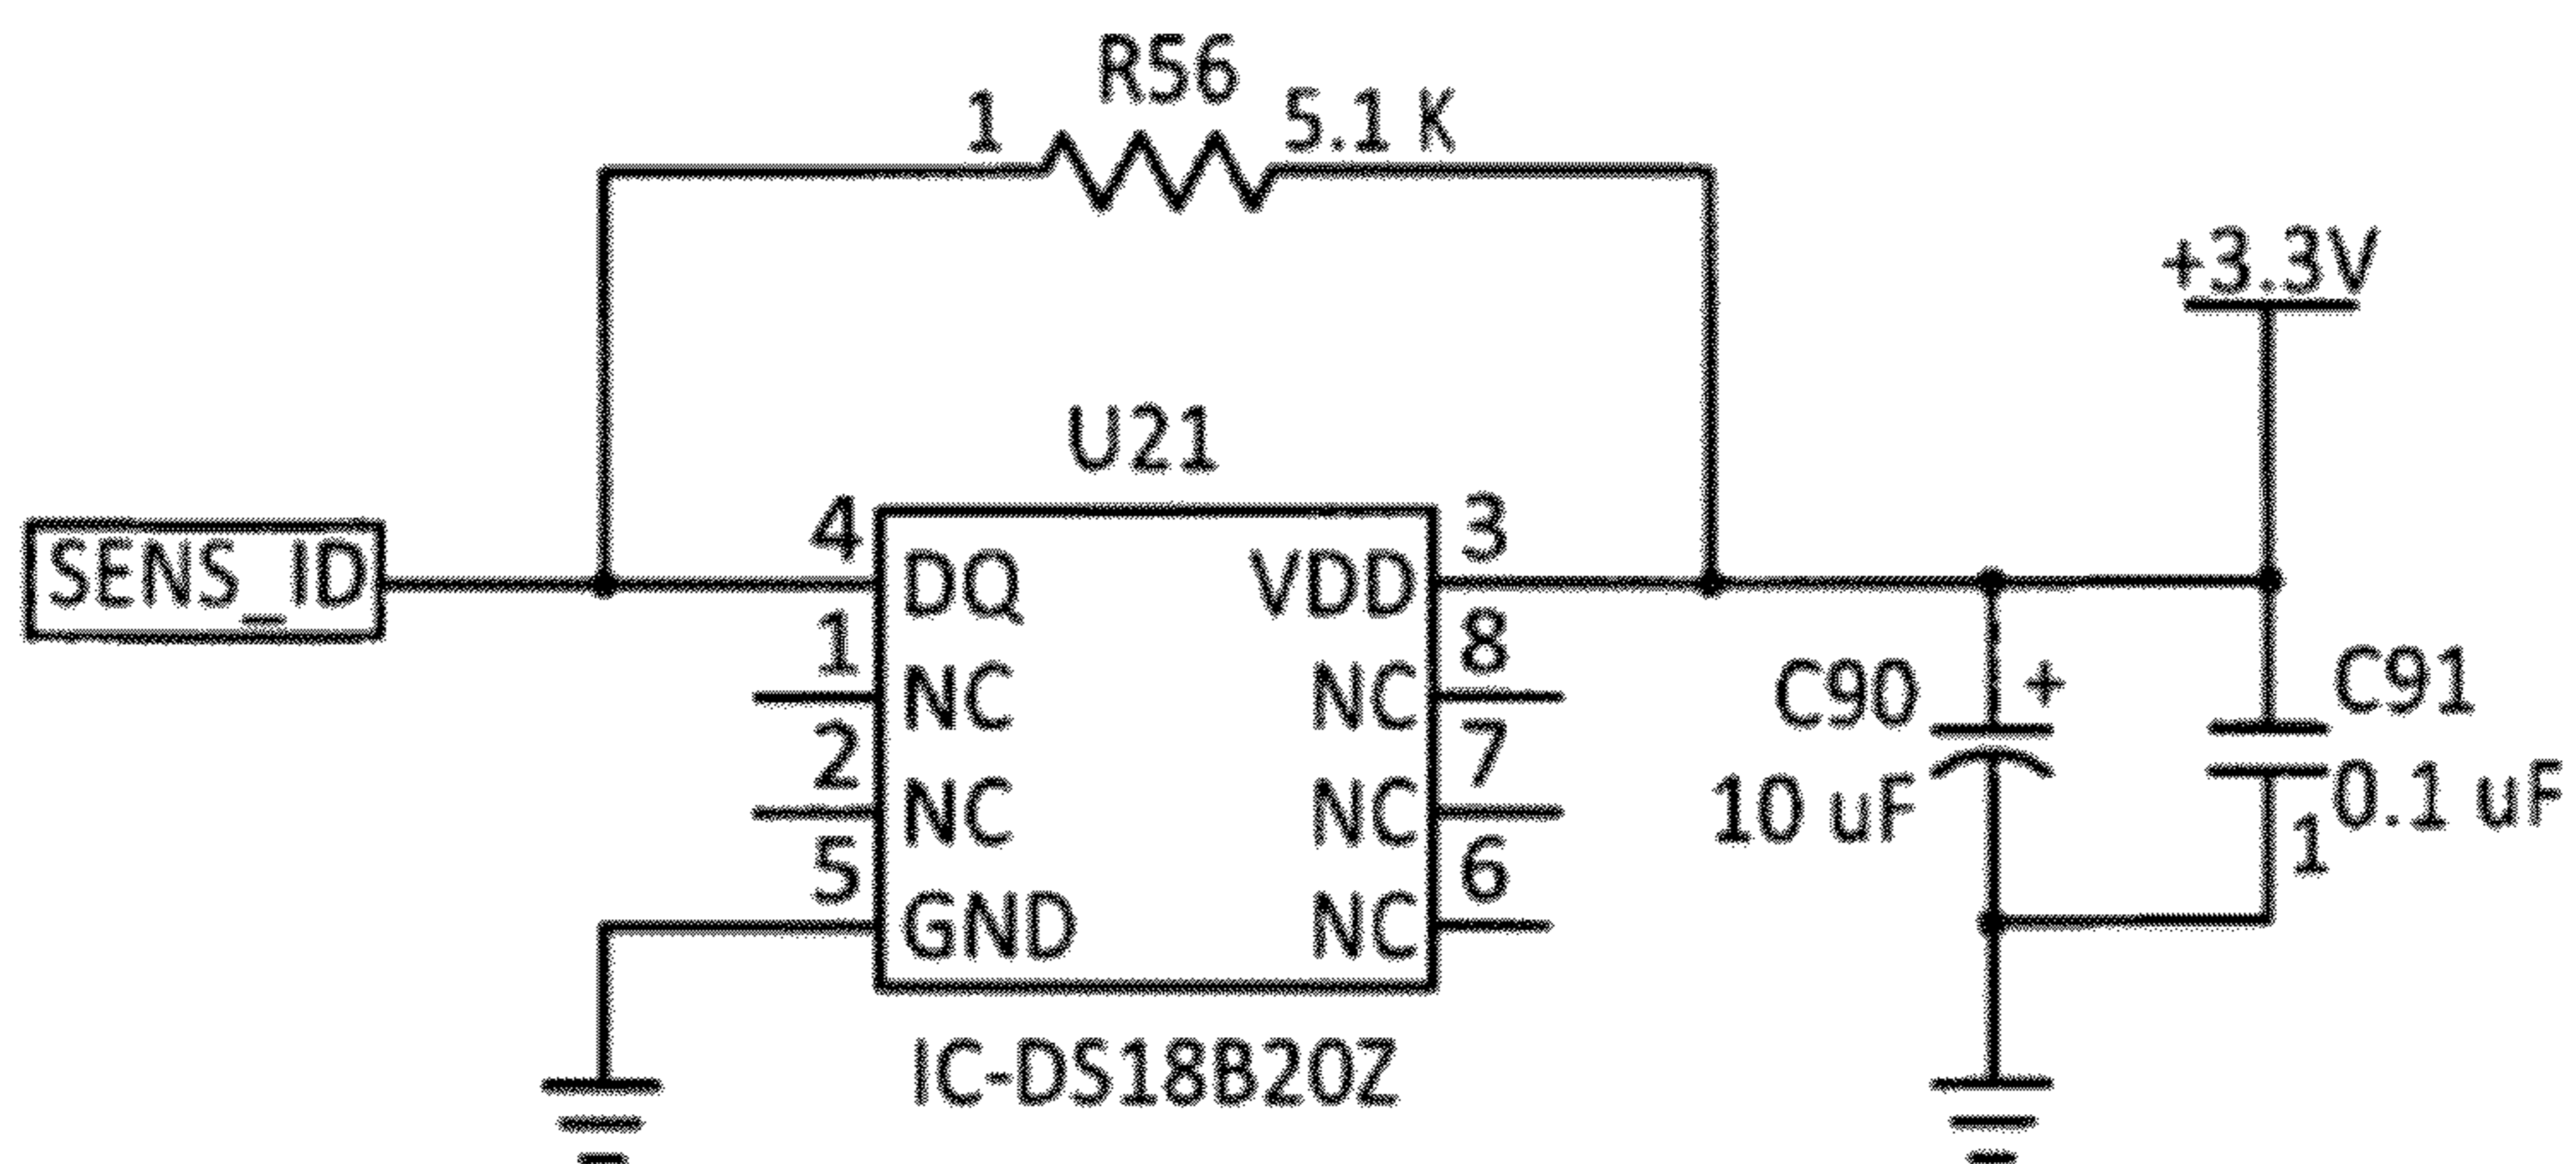 R56
1 5.1 K
+3.3V
U21
SENS_ID
4 DQ VDD 3
1 NC NC 8
2 NC NC 7
5 GND NC 6
C90 +
10 uF
C91
0.1 uF
1
IC-DS18B20Z